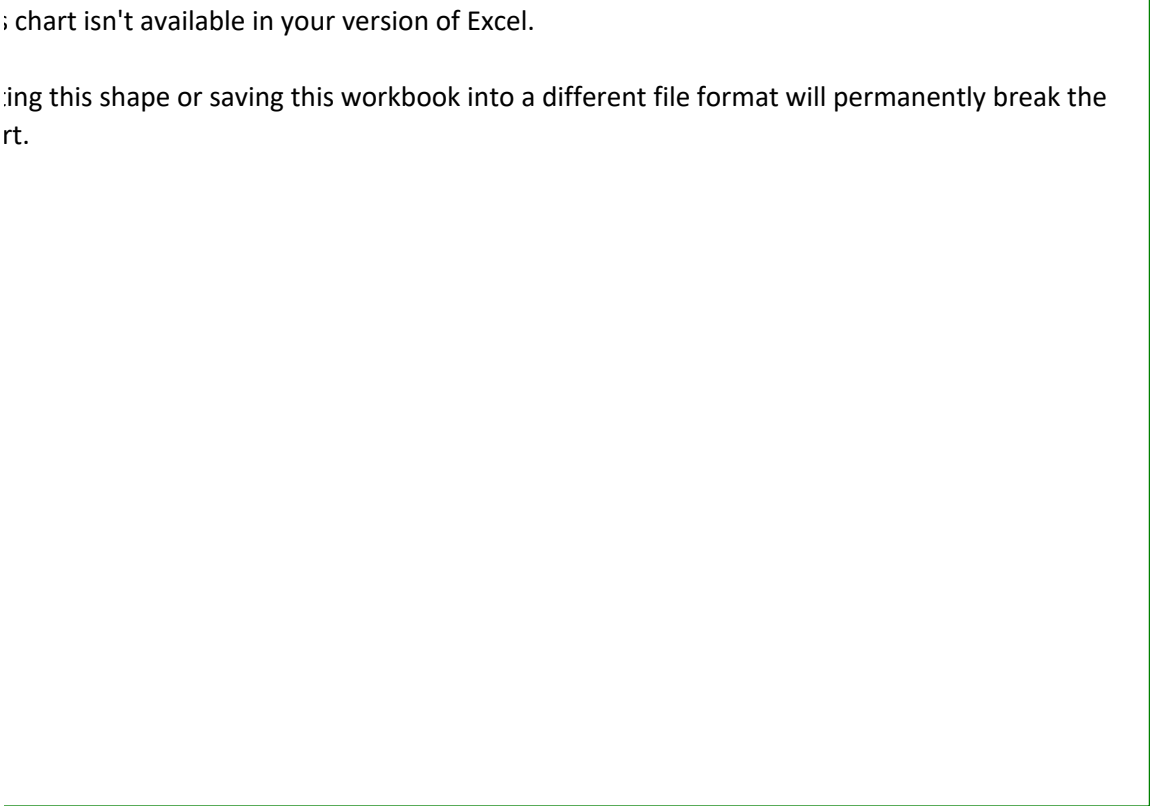 chart isn't available in your version of Excel.
ing this shape or saving this workbook into a different file format will permanently break the
rt.